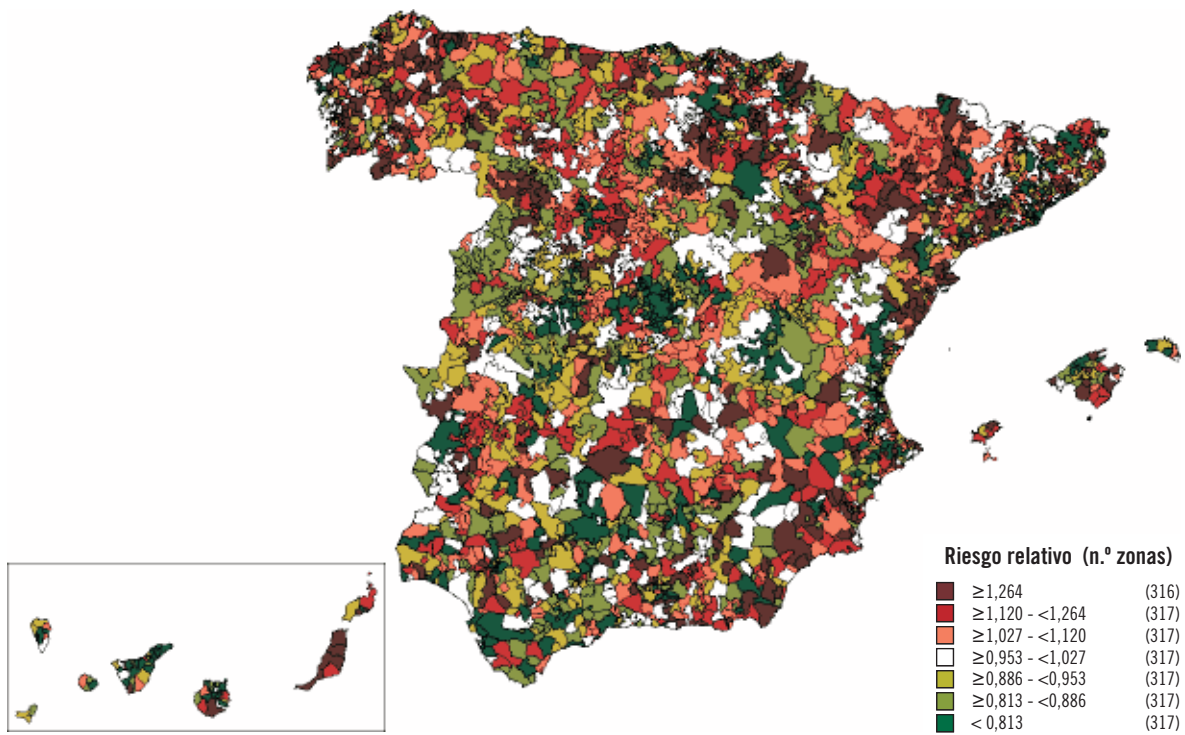 Riesgo relativo (n.º zonas)
≥1,264 (316)
≥1,120 - <1,264 (317)
≥1,027 - <1,120 (317)
≥0,953 - <1,027 (317)
≥0,886 - <0,953 (317)
≥0,813 - <0,886 (317)
< 0,813 (317)